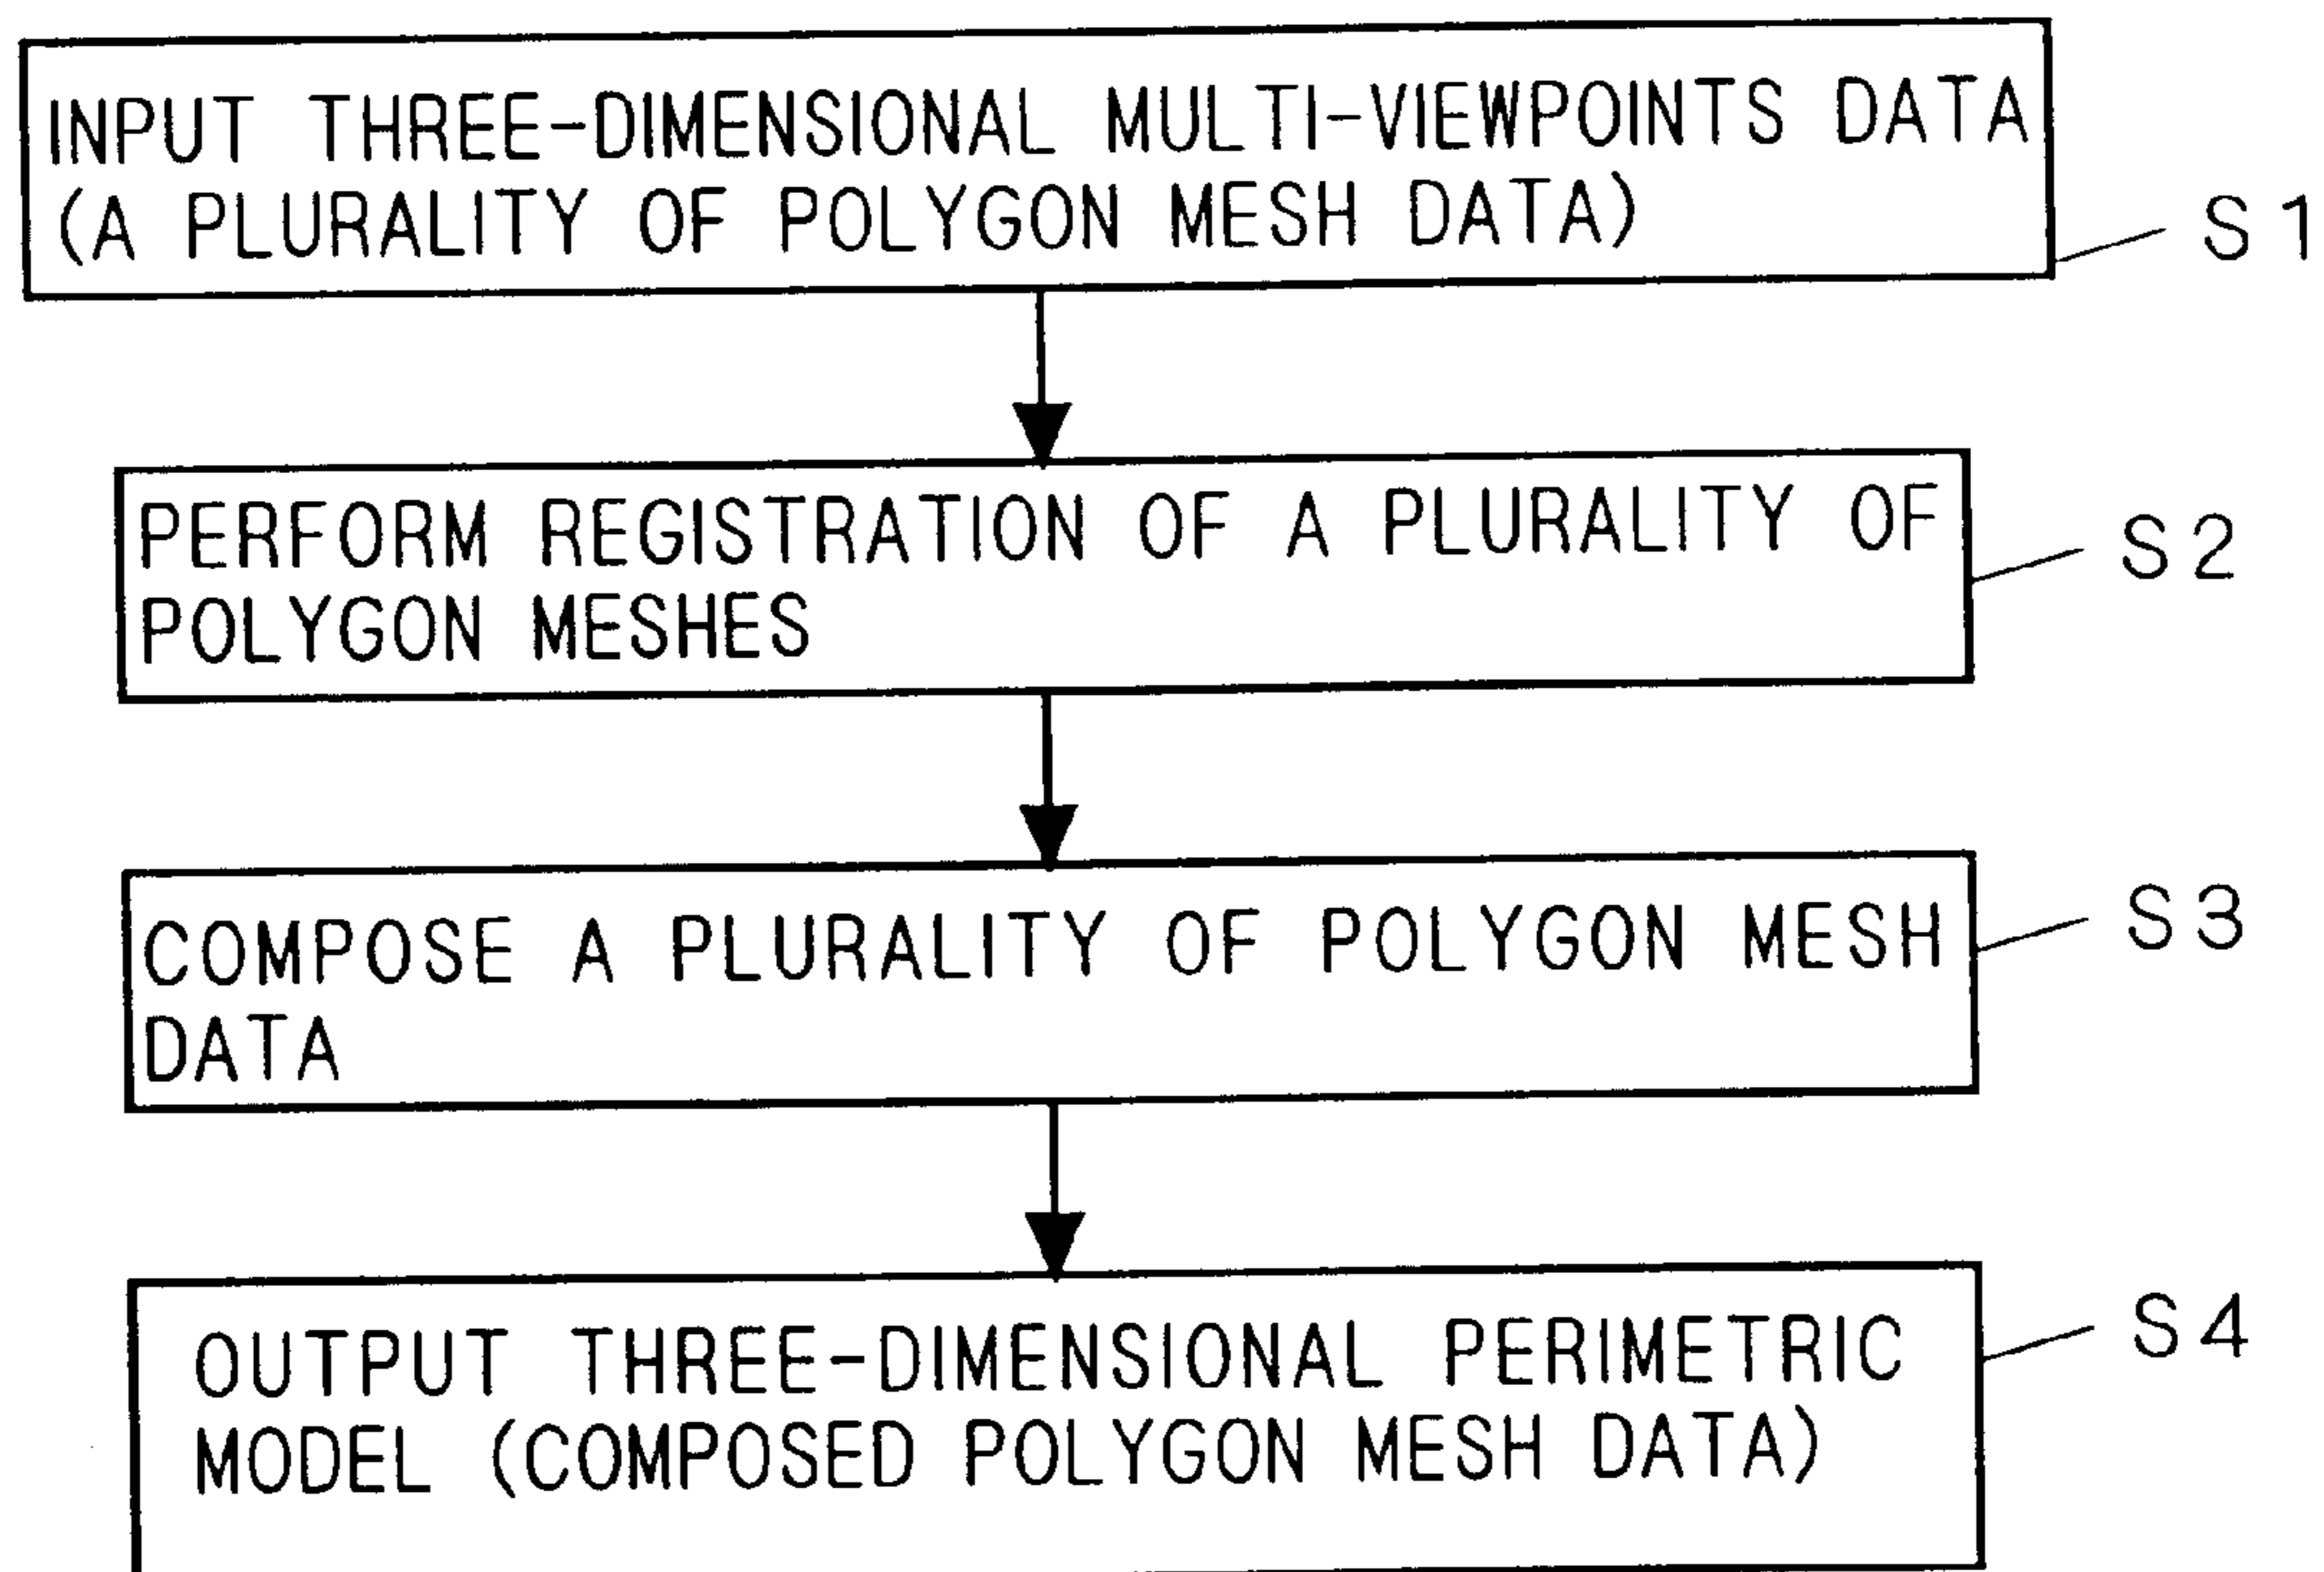 INPUT THREE-DIMENSIONAL MULTI-VIEWPOINTS DATA
(A PLURALITY OF POLYGON MESH DATA)
S1
PERFORM REGISTRATION OF A PLURALITY OF
POLYGON MESHES
S2
COMPOSE A PLURALITY OF POLYGON MESH
DATA
S3
OUTPUT THREE-DIMENSIONAL PERIMETRIC
MODEL (COMPOSED POLYGON MESH DATA)
S4